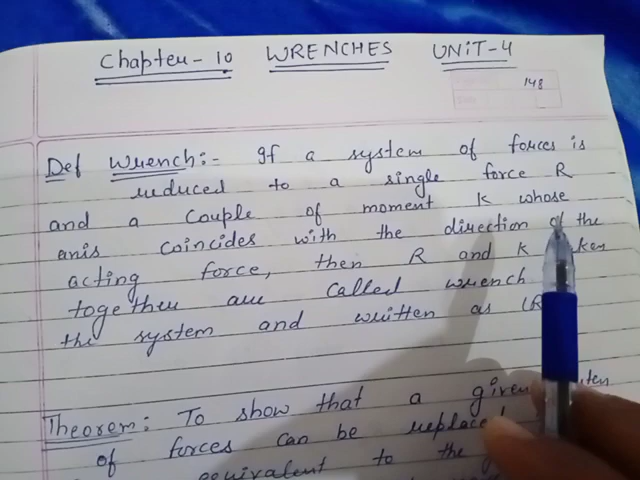 Chapter-10 WRENCHES UNIT-4
148
Def Wrench:- If a system of forces is
reduced to a single force R
and a couple of moment K whose
axis coincides with the direction of the
acting force, then R and K
together are called wrench
the system and written as (R
Theorem: To show that a given
of forces can be replaced
equivalent to the